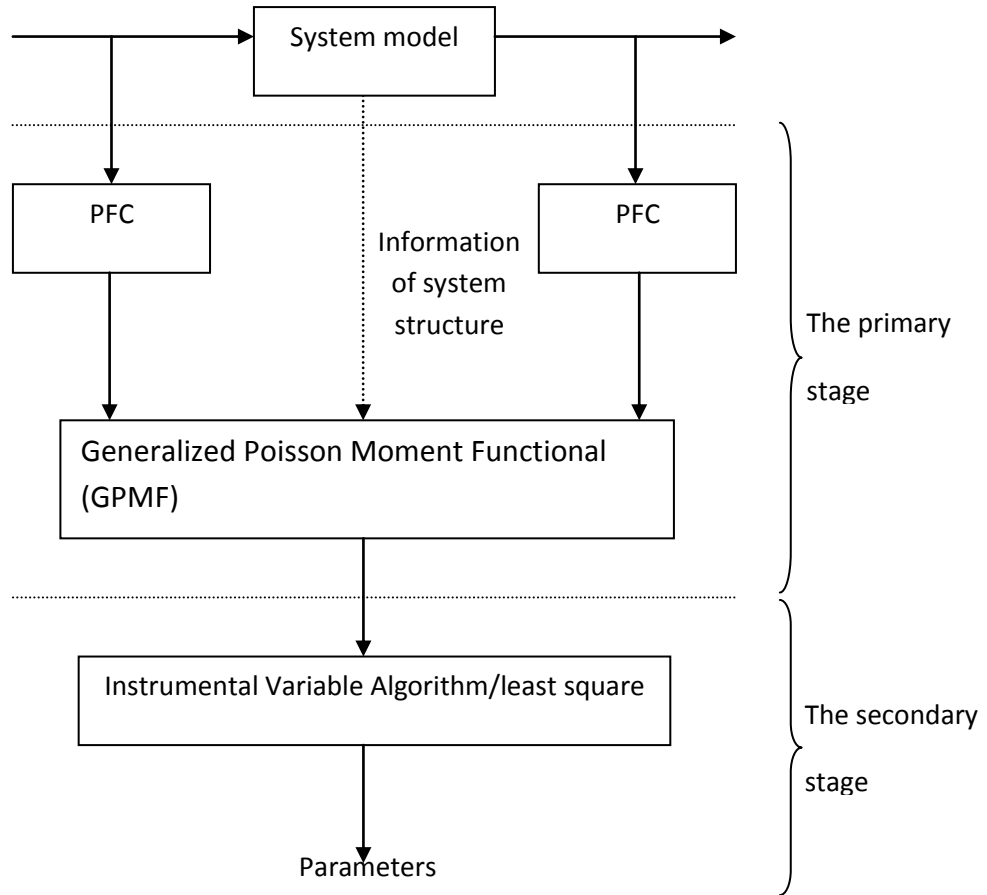 System model
PFC
PFC
Information
of system
structure
The primary
stage
Generalized Poisson Moment Functional
(GPMF)
Instrumental Variable Algorithm/least square
The secondary
stage
Parameters